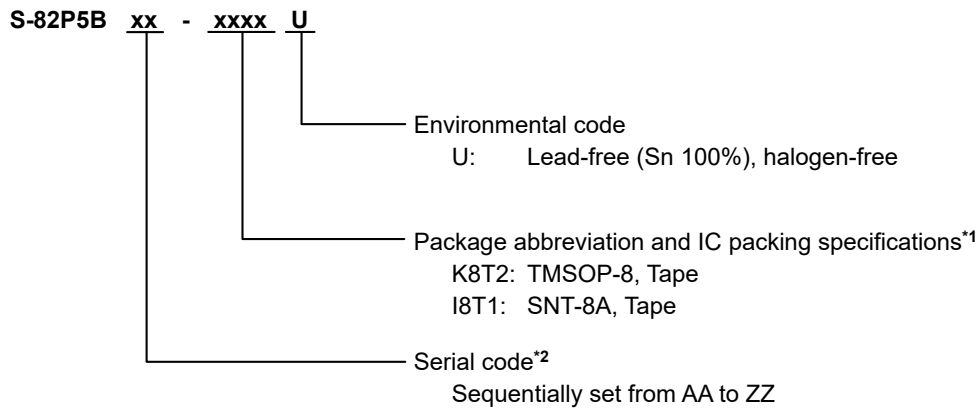 S-82P5B xx - xxxx U
Environmental code
U: Lead-free (Sn 100%), halogen-free
Package abbreviation and IC packing specifications*1
K8T2: TMSOP-8, Tape
I8T1: SNT-8A, Tape
Serial code*2
Sequentially set from AA to ZZ